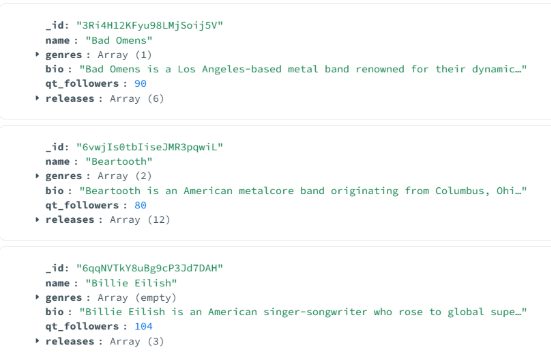 _id: "3Ri4H12KFyu98LMjSoij5V"
name : "Bad Omens"
genres : Array (1)
bio : "Bad Omens is a Los Angeles-based metal band renowned for their dynamic…"
qt_followers : 90
releases : Array (6)
_id: "6vwjIs0tbIiseJMR3pqwiL"
name : "Beartooth"
genres : Array (2)
bio : "Beartooth is an American metalcore band originating from Columbus, Ohi…"
qt_followers : 80
releases : Array (12)
_id: "6qqNVTkY8uBg9cP3Jd7DAH"
name : "Billie Eilish"
genres : Array (empty)
bio : "Billie Eilish is an American singer-songwriter who rose to global supe…"
qt_followers : 104
releases : Array (3)